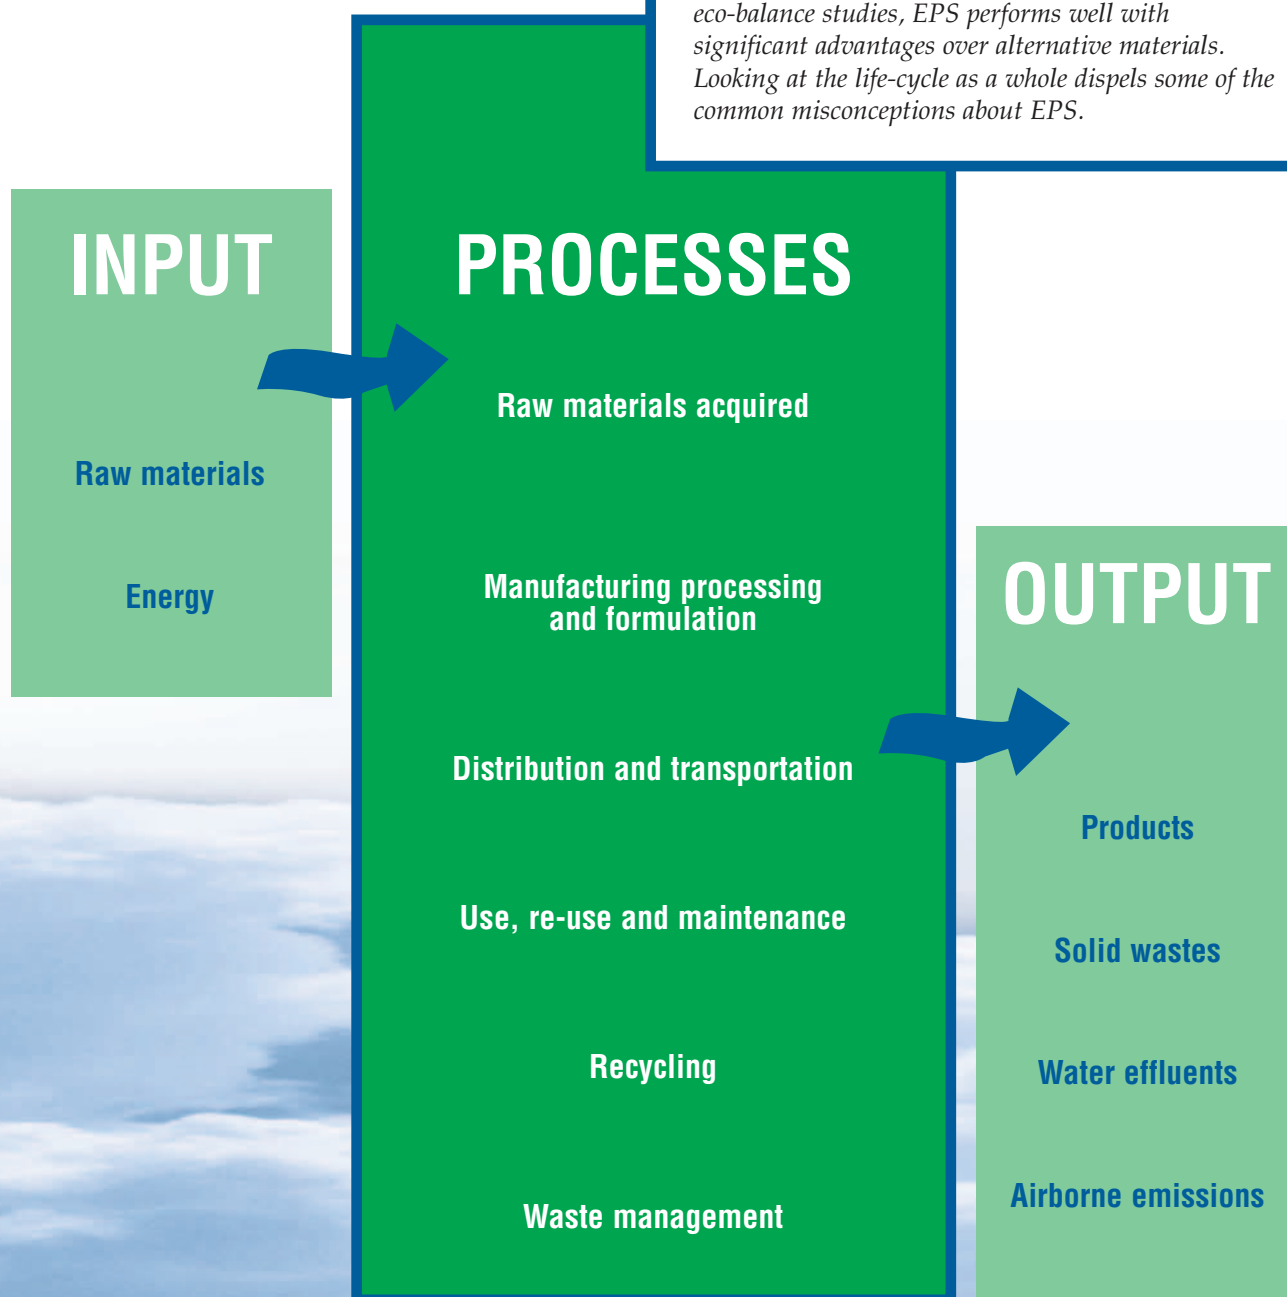 eco-balance studies, EPS performs well with
significant advantages over alternative materials.
Looking at the life-cycle as a whole dispels some of the
common misconceptions about EPS.
INPUT
Raw materials
Energy
PROCESSES
Raw materials acquired
Manufacturing processing
and formulation
Distribution and transportation
Use, re-use and maintenance
Recycling
Waste management
OUTPUT
Products
Solid wastes
Water effluents
Airborne emissions